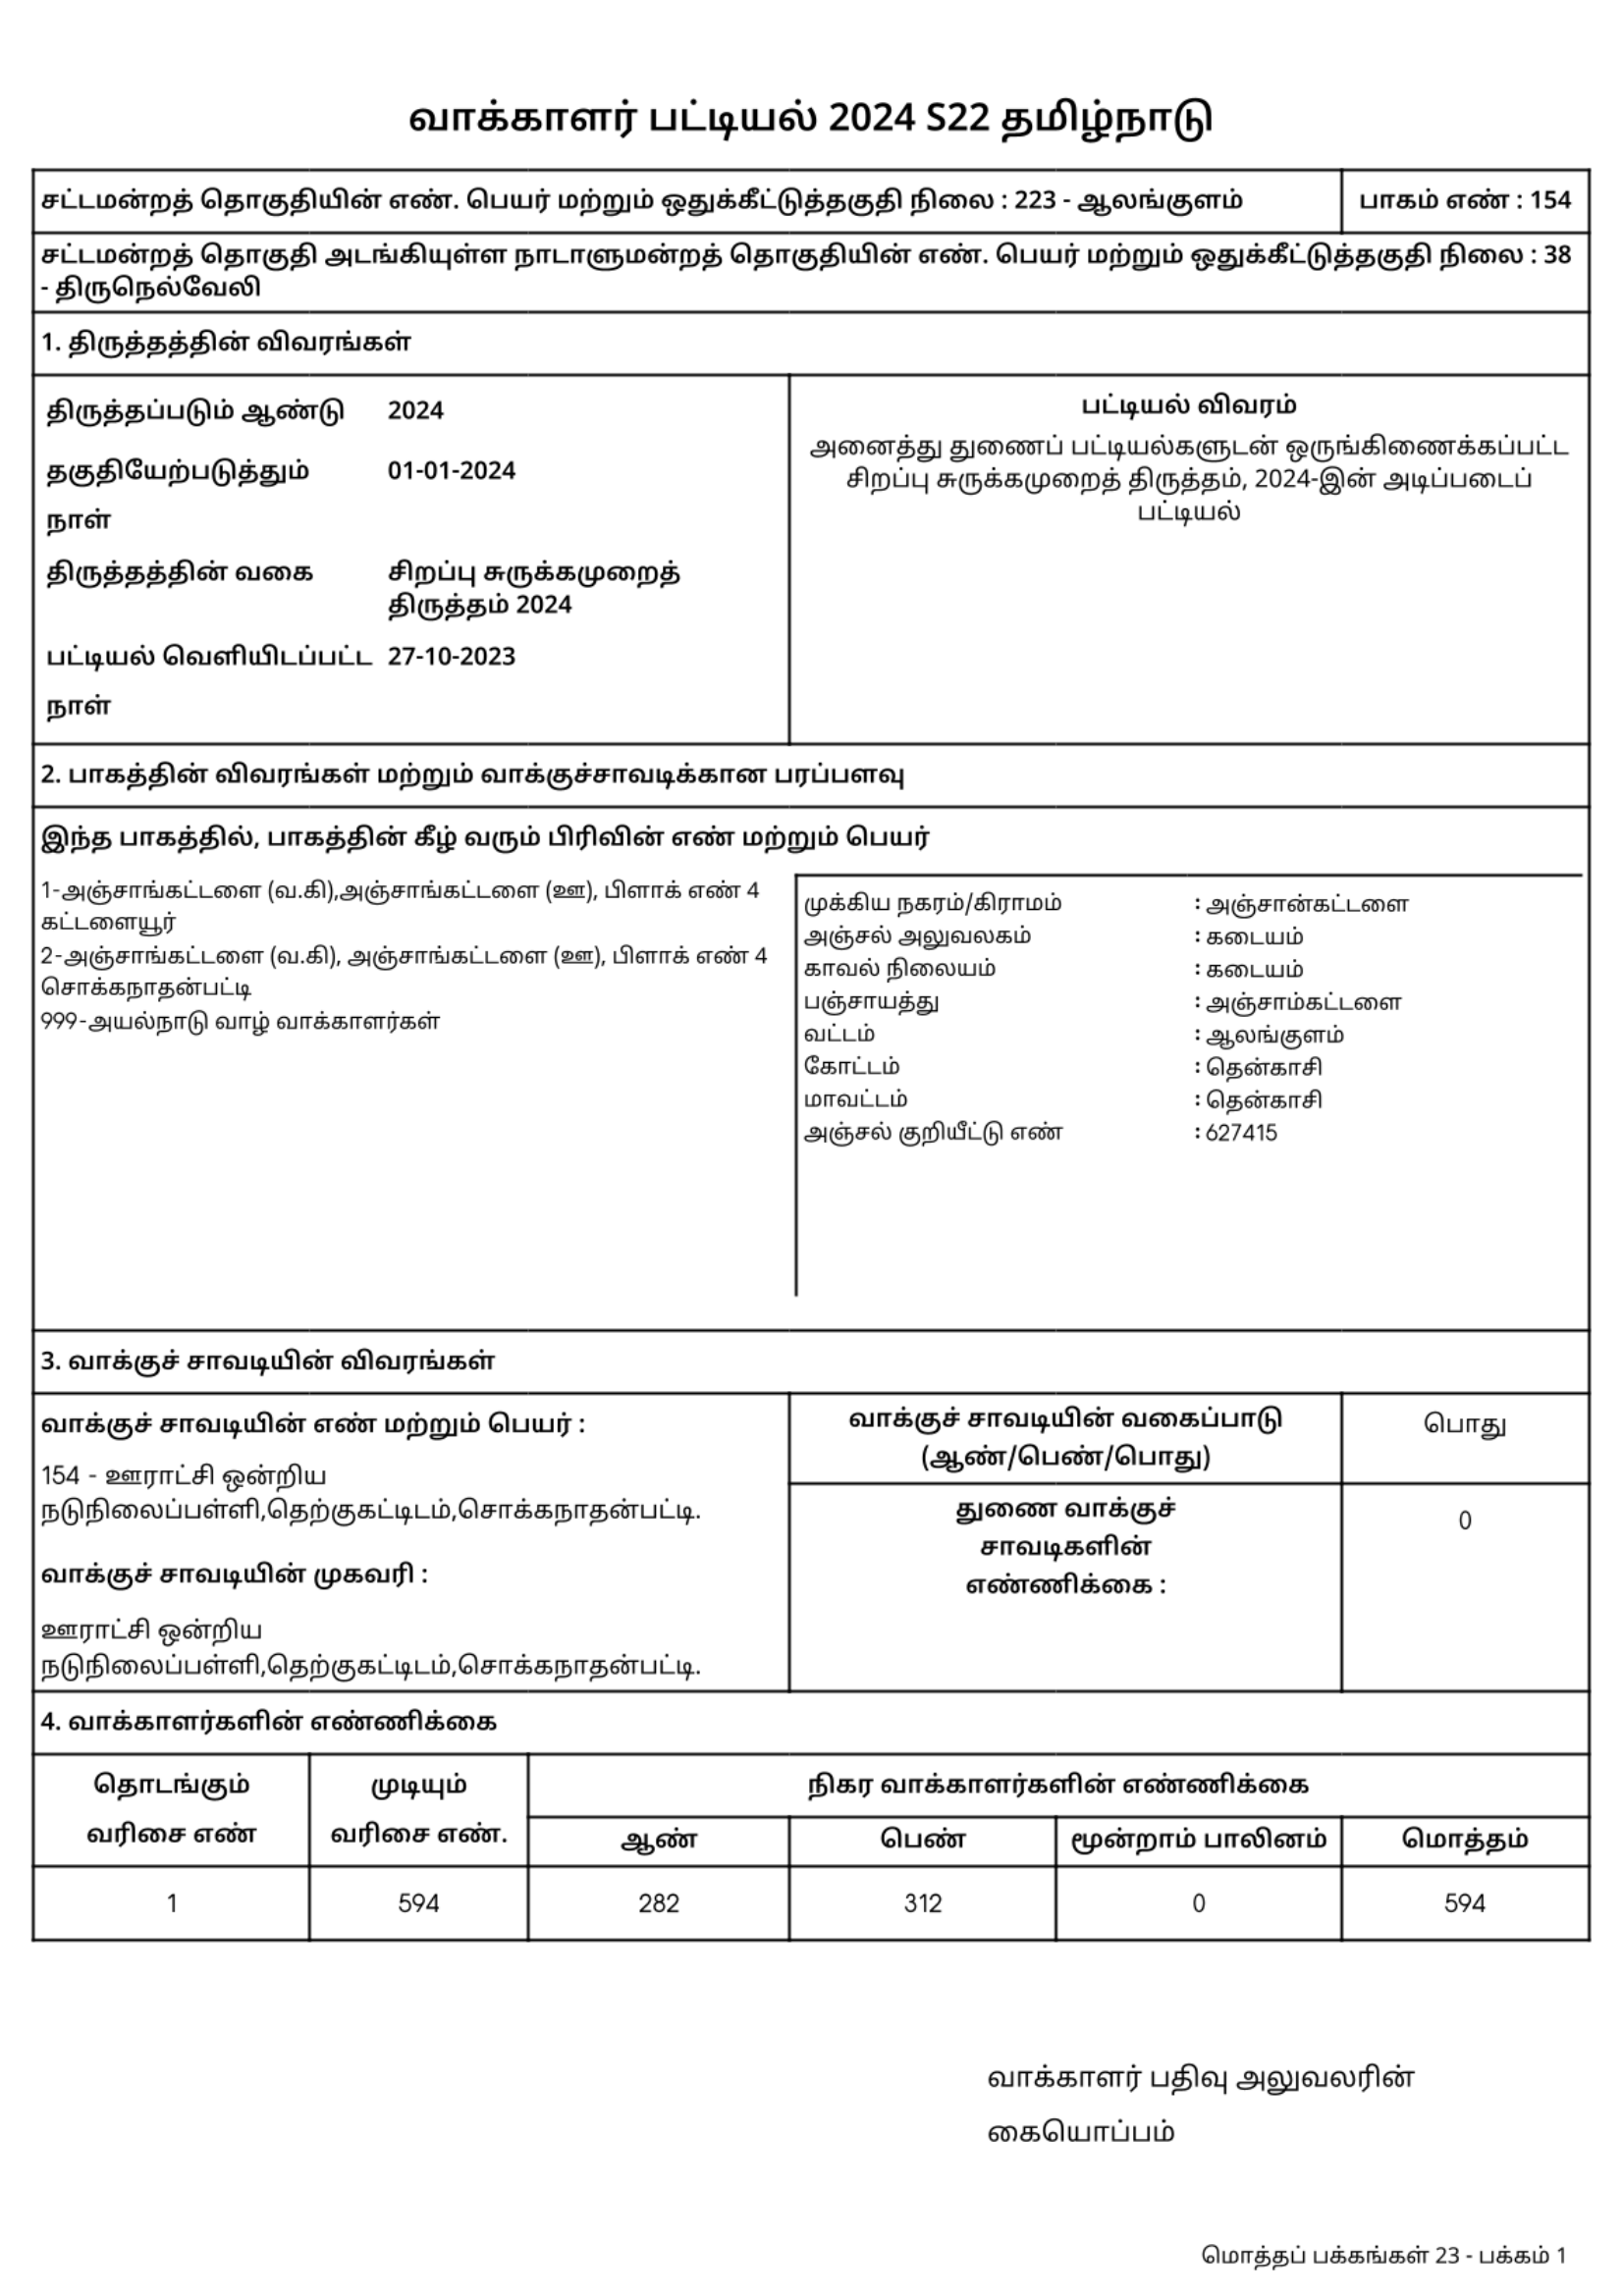 வாக்காளர் பட்டியல் 2024 S22 தமிழ்நாடு
சட்டமன்றத் தொகுதியின் எண். பெயர் மற்றும் ஒதுக்கீட்டுத்தகுதி நிலை : 223 - ஆலங்குளம்
பாகம் எண் : 154
சட்டமன்றத் தொகுதி அடங்கியுள்ள நாடாளுமன்றத் தொகுதியின் எண். பெயர் மற்றும் ஒதுக்கீட்டுத்தகுதி நிலை : 38
- திருநெல்வேலி
1. திருத்தத்தின் விவரங்கள்
திருத்தப்படும் ஆண்டு 2024
தகுதியேற்படுத்தும் 01-01-2024
நாள்
திருத்தத்தின் வகை சிறப்பு சுருக்கமுறைத்
திருத்தம் 2024
பட்டியல் வெளியிடப்பட்ட 27-10-2023
நாள்
பட்டியல் விவரம்
அனைத்து துணைப் பட்டியல்களுடன் ஒருங்கிணைக்கப்பட்ட
சிறப்பு சுருக்கமுறைத் திருத்தம், 2024-இன் அடிப்படைப்
பட்டியல்
2. பாகத்தின் விவரங்கள் மற்றும் வாக்குச்சாவடிக்கான பரப்பளவு
இந்த பாகத்தில், பாகத்தின் கீழ் வரும் பிரிவின் எண் மற்றும் பெயர்
1-அஞ்சாங்கட்டளை (வ.கி),அஞ்சாங்கட்டளை (ஊ), பிளாக் எண் 4
கட்டளையூர்
2-அஞ்சாங்கட்டளை (வ.கி), அஞ்சாங்கட்டளை (ஊ), பிளாக் எண் 4
சொக்கநாதன்பட்டி
999-அயல்நாடு வாழ் வாக்காளர்கள்
முக்கிய நகரம்/கிராமம் : அஞ்சான்கட்டளை
அஞ்சல் அலுவலகம் : கடையம்
காவல் நிலையம் : கடையம்
பஞ்சாயத்து : அஞ்சாம்கட்டளை
வட்டம் : ஆலங்குளம்
கோட்டம் : தென்காசி
மாவட்டம் : தென்காசி
அஞ்சல் குறியீட்டு எண் : 627415
3. வாக்குச் சாவடியின் விவரங்கள்
வாக்குச் சாவடியின் எண் மற்றும் பெயர் :
154 - ஊராட்சி ஒன்றிய
நடுநிலைப்பள்ளி,தெற்குகட்டிடம்,சொக்கநாதன்பட்டி.
வாக்குச் சாவடியின் முகவரி :
ஊராட்சி ஒன்றிய
நடுநிலைப்பள்ளி,தெற்குகட்டிடம்,சொக்கநாதன்பட்டி.
வாக்குச் சாவடியின் வகைப்பாடு
(ஆண்/பெண்/பொது)
பொது
துணை வாக்குச்
சாவடிகளின்
எண்ணிக்கை :
0
4. வாக்காளர்களின் எண்ணிக்கை
தொடங்கும்
வரிசை எண்
முடியும்
வரிசை எண்.
நிகர வாக்காளர்களின் எண்ணிக்கை
ஆண் பெண் மூன்றாம் பாலினம் மொத்தம்
1 594 282 312 0 594
வாக்காளர் பதிவு அலுவலரின்
கையொப்பம்
மொத்தப் பக்கங்கள் 23 - பக்கம் 1